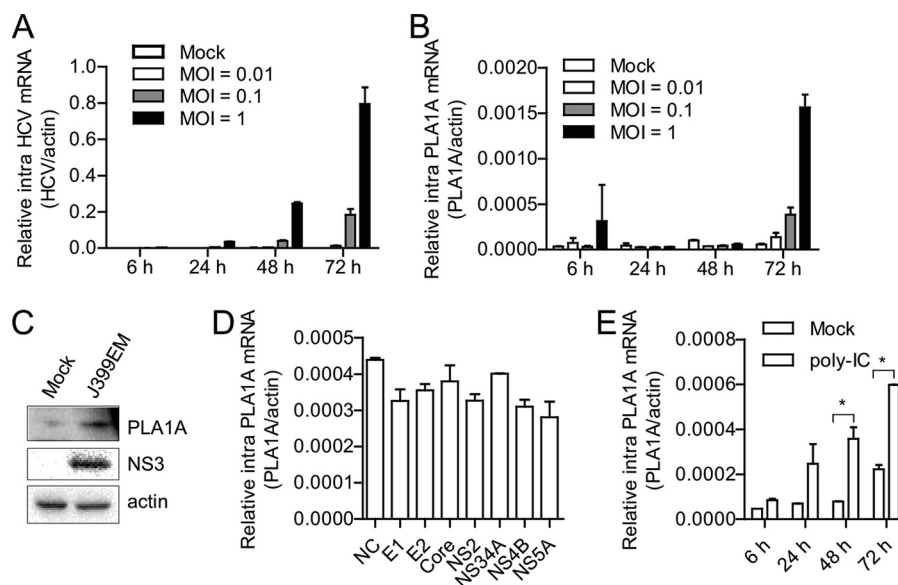 A
Relative intra HCV mRNA
(HCV/actin)
Mock
MOI = 0.01
MOI = 0.1
MOI = 1
1.0
0.8
0.6
0.4
0.2
0.0
6 h
24 h
48 h
72 h
B
Relative intra PLA1A mRNA
(PLA1A/actin)
Mock
MOI = 0.01
MOI = 0.1
MOI = 1
0.0020
0.0015
0.0010
0.0005
0.0000
6 h
24 h
48 h
72 h
C
Mock
J399EM
PLA1A
NS3
actin
D
Relative intra PLA1A mRNA
(PLA1A/actin)
0.0005
0.0004
0.0003
0.0002
0.0001
0.0000
NC
E1
E2
Core
NS2
NS34A
NS4B
NS5A
E
Relative intra PLA1A mRNA
(PLA1A/actin)
Mock
poly-IC
0.0008
0.0006
0.0004
0.0002
0.0000
*
*
6 h
24 h
48 h
72 h